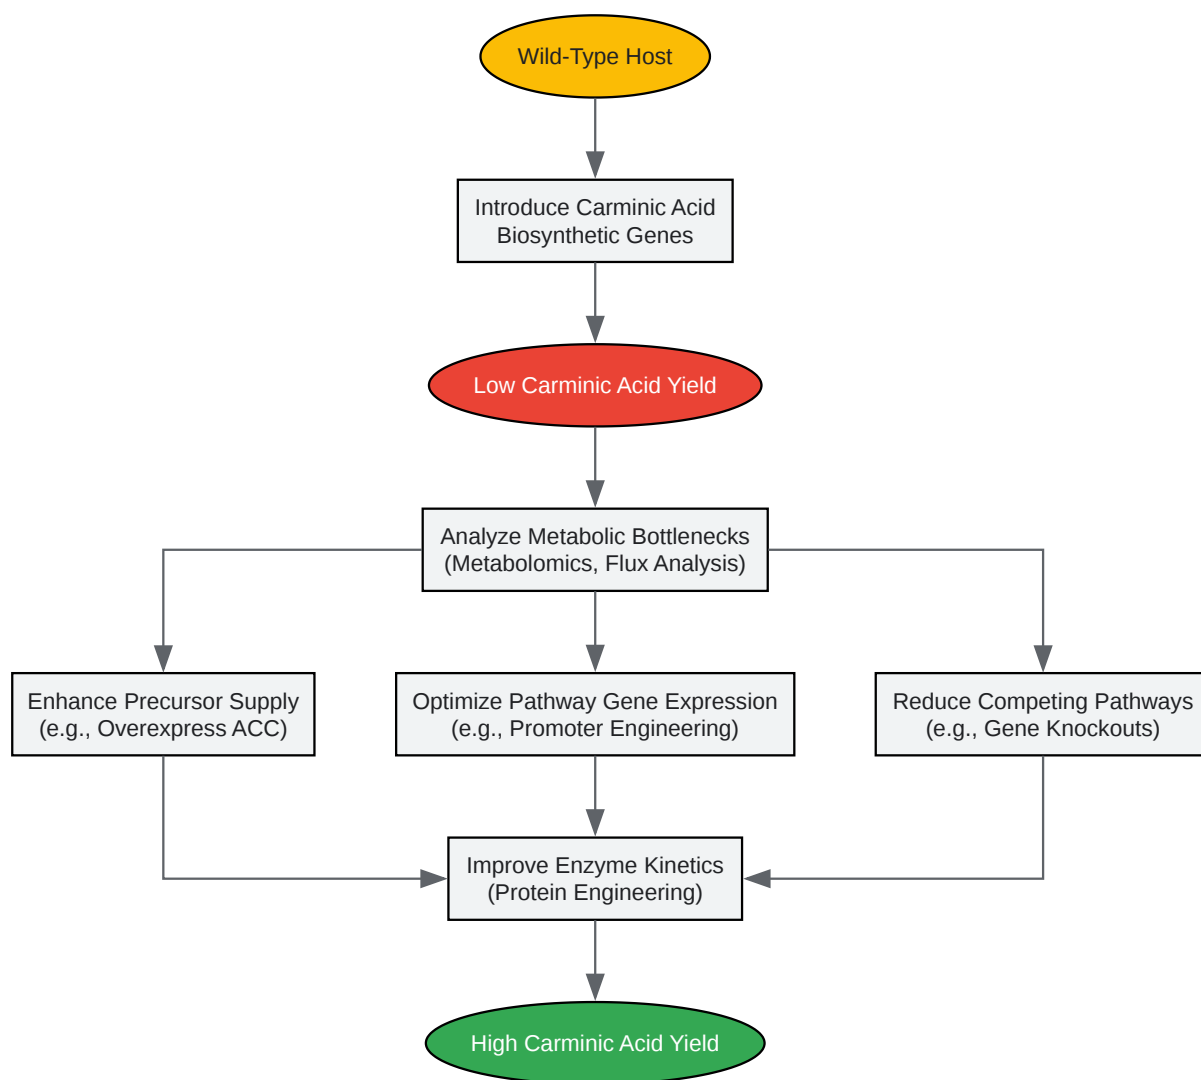 Wild-Type Host
Introduce Carminic Acid
Biosynthetic Genes
Low Carminic Acid Yield
Analyze Metabolic Bottlenecks
(Metabolomics, Flux Analysis)
Enhance Precursor Supply
(e.g., Overexpress ACC)
Optimize Pathway Gene Expression
(e.g., Promoter Engineering)
Reduce Competing Pathways
(e.g., Gene Knockouts)
Improve Enzyme Kinetics
(Protein Engineering)
High Carminic Acid Yield